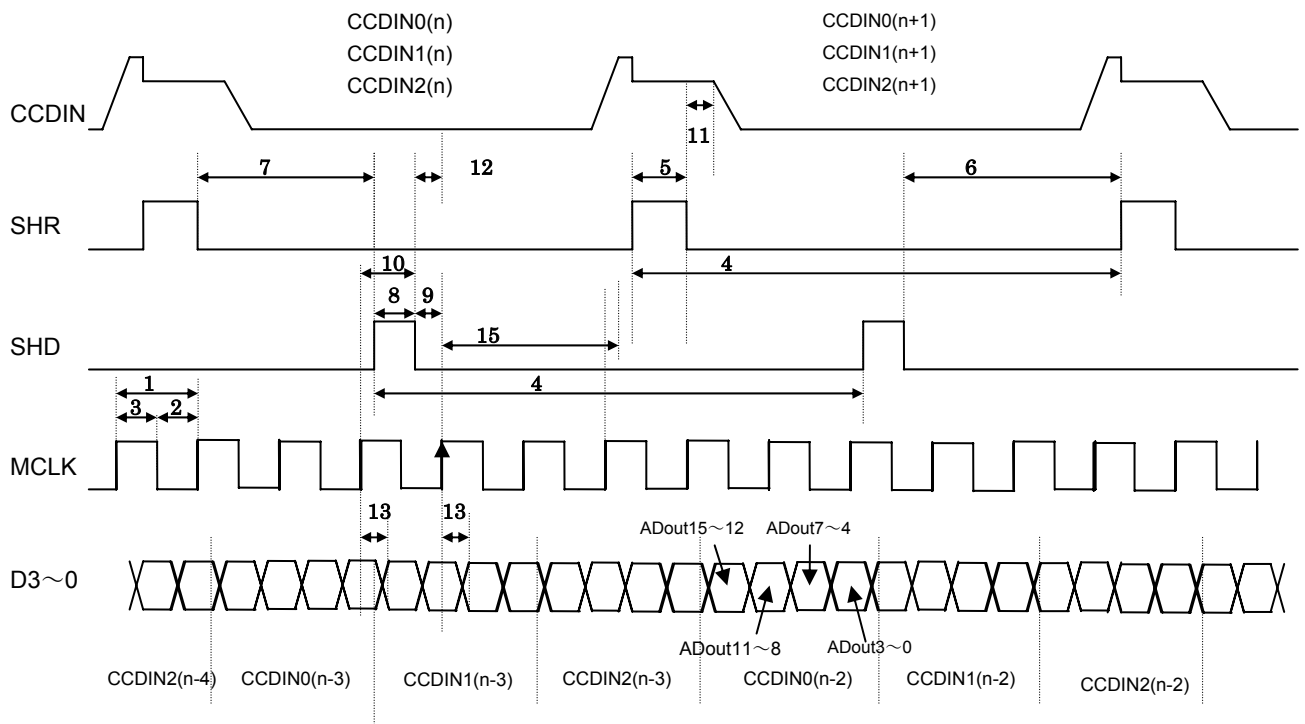 CCDIN0(n) CCDIN0(n+1)
CCDIN1(n) CCDIN1(n+1)
CCDIN2(n) CCDIN2(n+1)
CCDIN
11
7 12 5 6
SHR
10 4
8 9
15
SHD
1 4
3 2
MCLK
13 13
ADout15～12 ADout7～4
D3～0
ADout11～8 ADout3～0
CCDIN2(n-4) CCDIN0(n-3) CCDIN1(n-3) CCDIN2(n-3) CCDIN0(n-2) CCDIN1(n-2) CCDIN2(n-2)